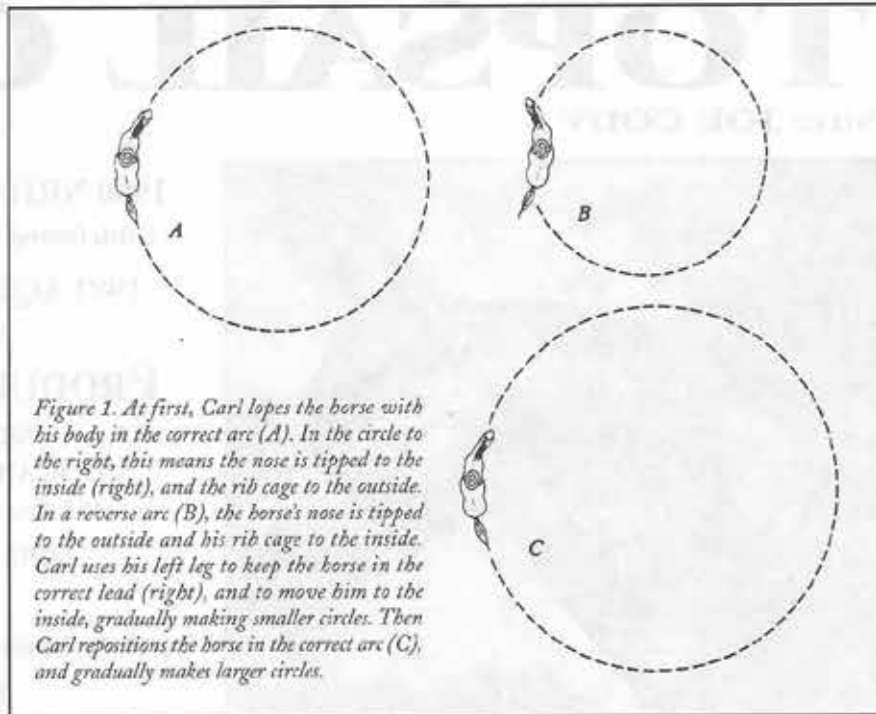 A
B
C
Figure 1. At first, Carl lopes the horse with
his body in the correct arc (A). In the circle to
the right, this means the nose is tipped to the
inside (right), and the rib cage to the outside.
In a reverse arc (B), the horse's nose is tipped
to the outside and his rib cage to the inside.
Carl uses his left leg to keep the horse in the
correct lead (right), and to move him to the
inside, gradually making smaller circles. Then
Carl repositions the horse in the correct arc (C),
and gradually makes larger circles.